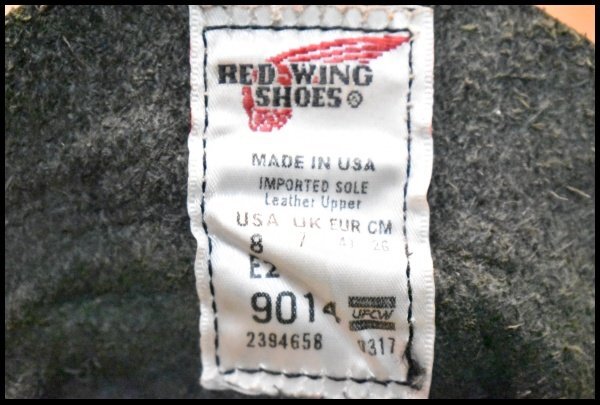 RED WING
SHOES®
MADE IN USA
IMPORTED SOLE
Leather Upper
USA UK EUR CM
8 7 41 26
E2
9014 UFCW
2394658 0317